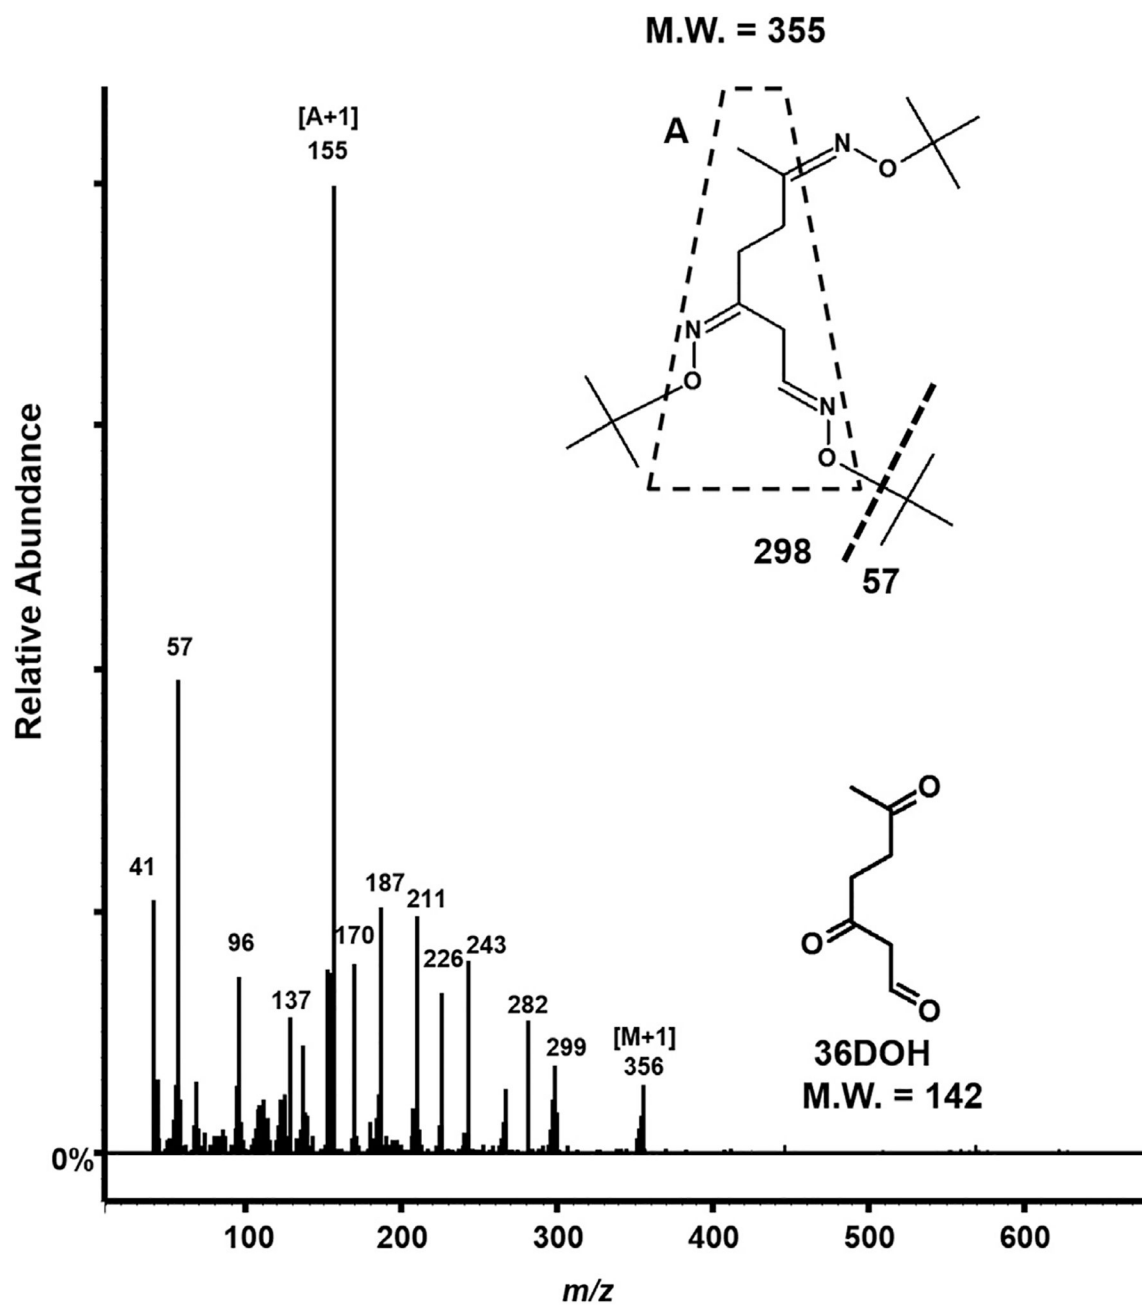 M.W. = 355
[A+1]
155
A
N
O
N
O
N
O
298
57
57
41
96
137
170
187
211
226
243
282
299
[M+1]
356
O
O
O
36DOH
M.W. = 142
Relative Abundance
0%
100
200
300
400
500
600
m/z